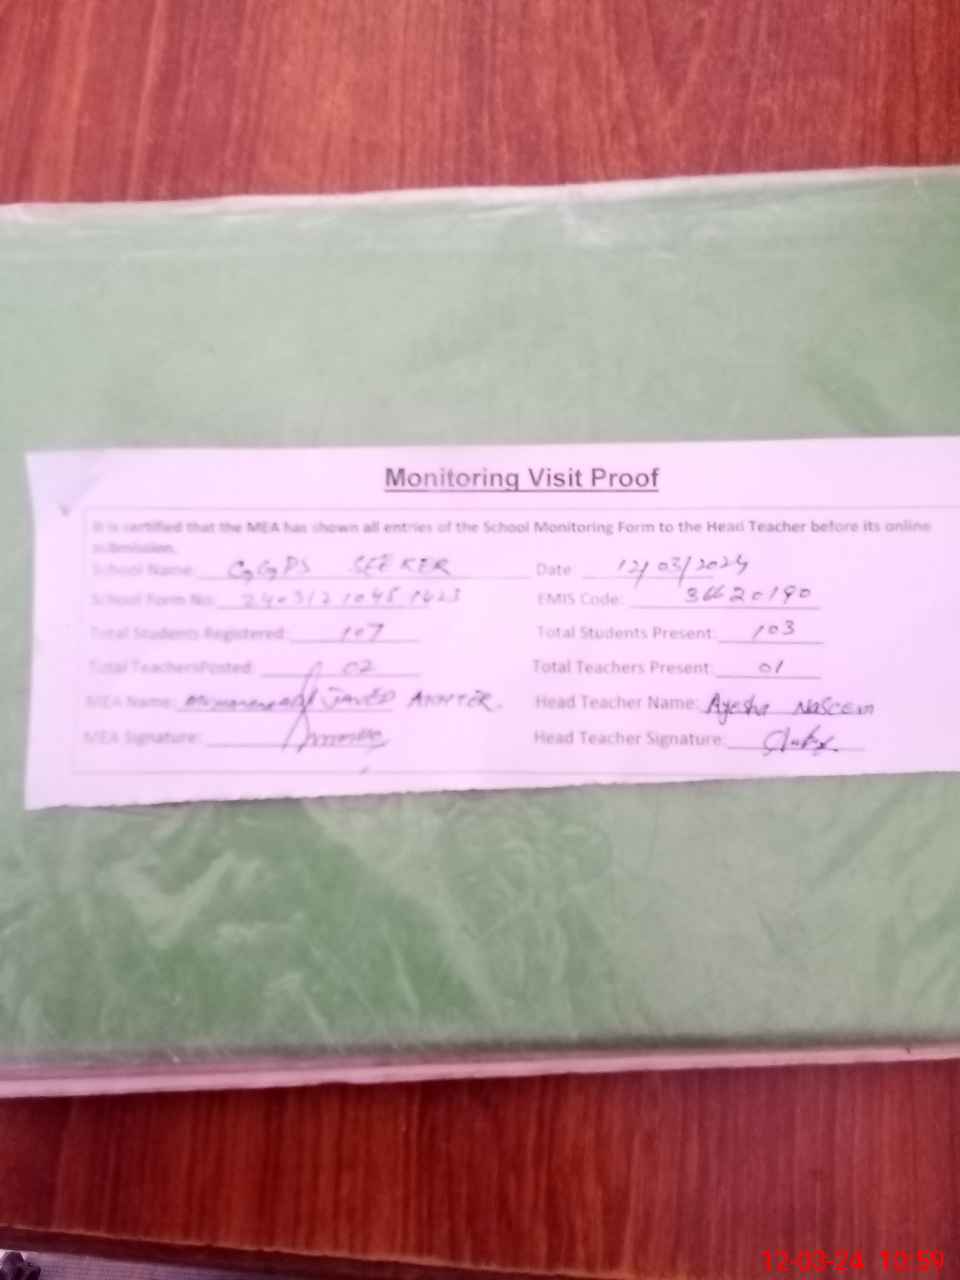 Monitoring Visit Proof
It is certified that the MEA has shown all entries of the School Monitoring Form to the Head Teacher before its online
submission.
School Name: GGPS SEEKER Date 12/03/2024
School Form No: EMIS Code: 36620190
Total Students Registered: 107 Total Students Present: 103
Total TeachersPosted: 02 Total Teachers Present: 01
MEA Name: Muhammad JAVED AKHTER. Head Teacher Name: Ayesha Naseem
MEA Signature: Head Teacher Signature:
12-03-24 10:59